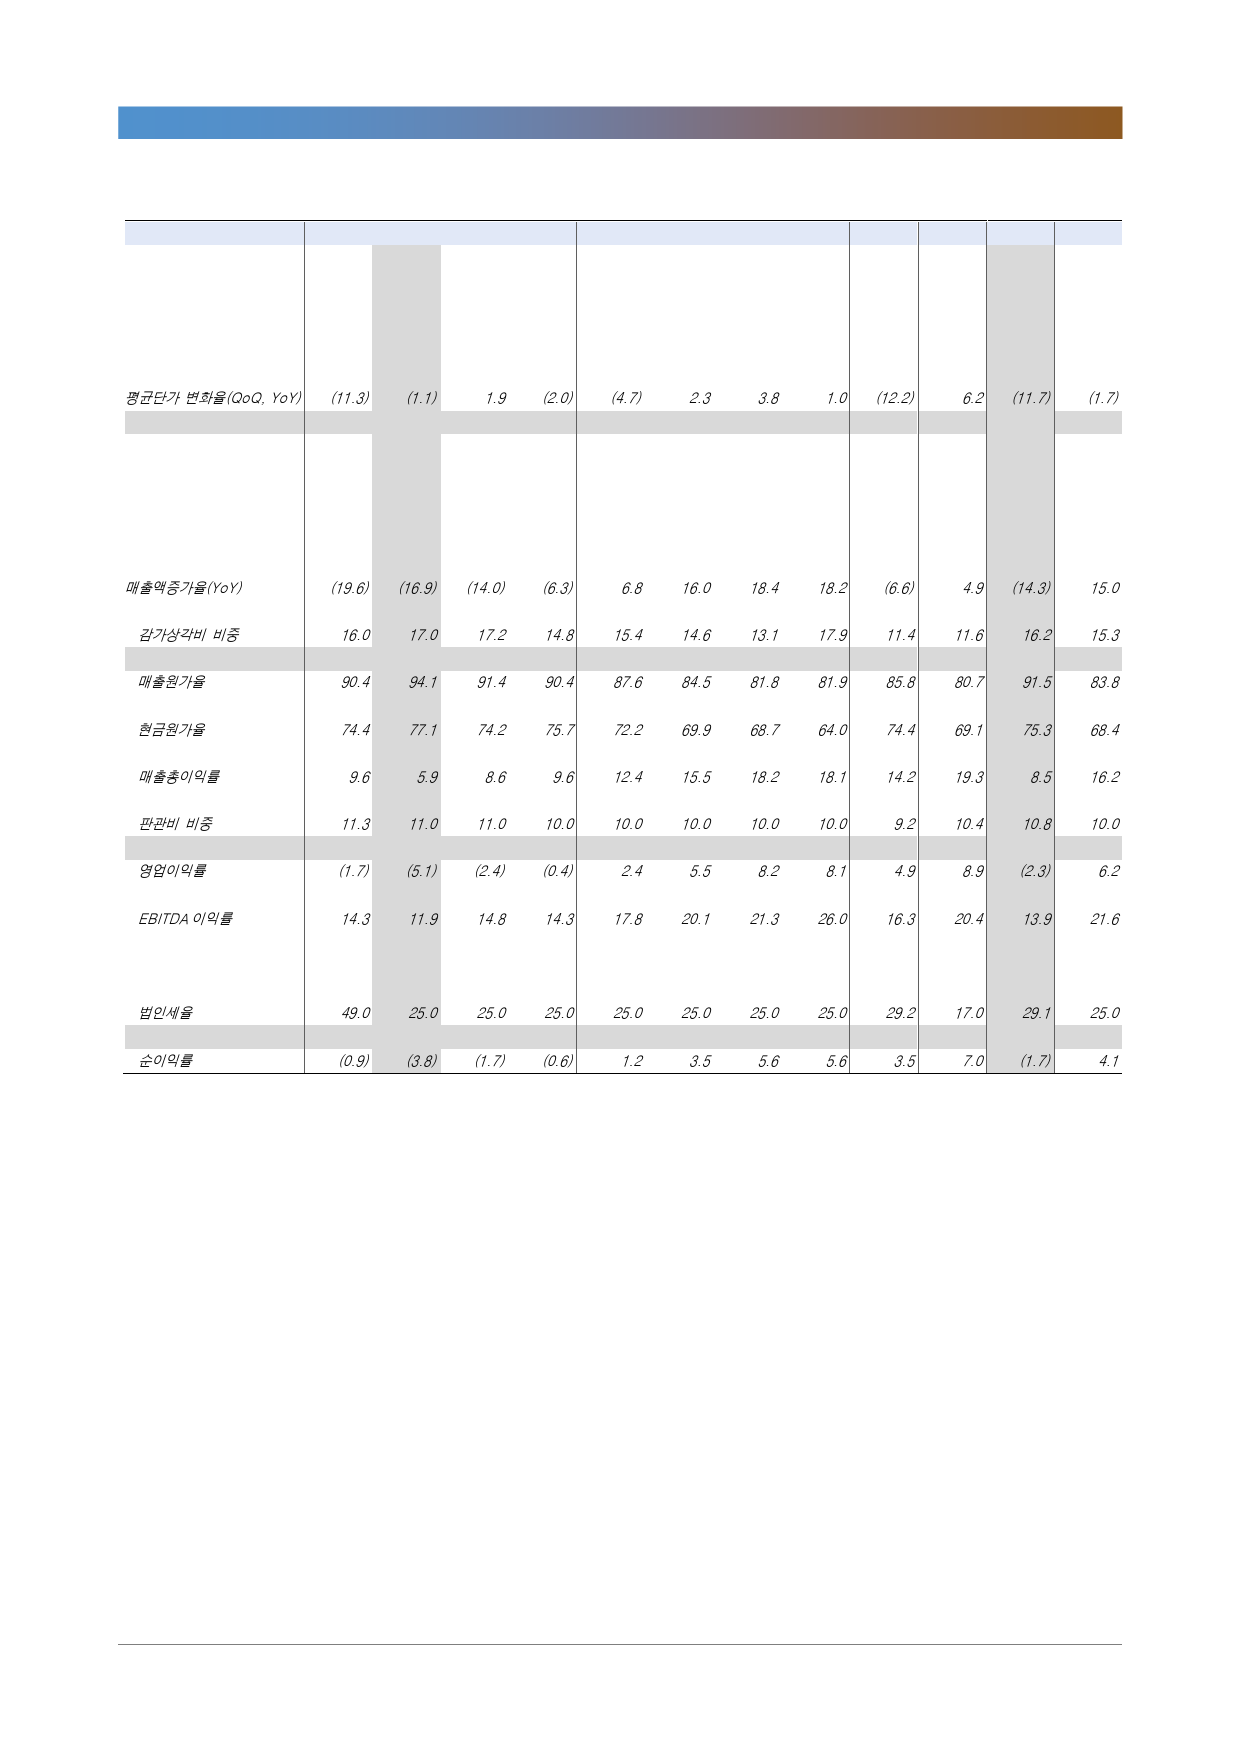 평균단가 변화율(QoQ, YoY) (11.3) (1.1) 1.9 (2.0) (4.7) 2.3 3.8 1.0 (12.2) 6.2 (11.7) (1.7)
매출액증가율(YoY) (19.6) (16.9) (14.0) (6.3) 6.8 16.0 18.4 18.2 (6.6) 4.9 (14.3) 15.0
감가상각비 비중 16.0 17.0 17.2 14.8 15.4 14.6 13.1 17.9 11.4 11.6 16.2 15.3
매출원가율 90.4 94.1 91.4 90.4 87.6 84.5 81.8 81.9 85.8 80.7 91.5 83.8
현금원가율 74.4 77.1 74.2 75.7 72.2 69.9 68.7 64.0 74.4 69.1 75.3 68.4
매출총이익률 9.6 5.9 8.6 9.6 12.4 15.5 18.2 18.1 14.2 19.3 8.5 16.2
판관비 비중 11.3 11.0 11.0 10.0 10.0 10.0 10.0 10.0 9.2 10.4 10.8 10.0
영업이익률 (1.7) (5.1) (2.4) (0.4) 2.4 5.5 8.2 8.1 4.9 8.9 (2.3) 6.2
EBITDA 이익률 14.3 11.9 14.8 14.3 17.8 20.1 21.3 26.0 16.3 20.4 13.9 21.6
법인세율 49.0 25.0 25.0 25.0 25.0 25.0 25.0 25.0 29.2 17.0 29.1 25.0
순이익률 (0.9) (3.8) (1.7) (0.6) 1.2 3.5 5.6 5.6 3.5 7.0 (1.7) 4.1